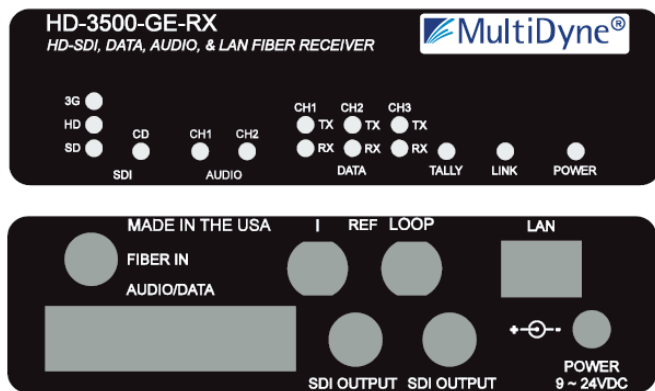 HD-3500-GE-RX
HD-SDI, DATA, AUDIO, & LAN FIBER RECEIVER
MultiDyne®
3G
HD
SD
CD
SDI
CH1 CH2
AUDIO
CH1 CH2 CH3
TX TX TX
RX RX RX
DATA
TALLY
LINK
POWER
MADE IN THE USA
FIBER IN
AUDIO/DATA
I REF LOOP
LAN
SDI OUTPUT SDI OUTPUT
+ -
POWER
9 ~ 24VDC